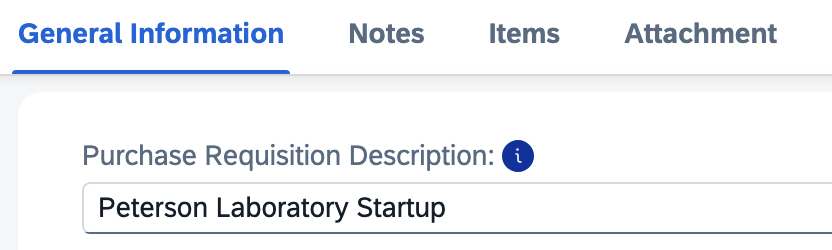 General Information Notes Items Attachment
Purchase Requisition Description: i
Peterson Laboratory Startup